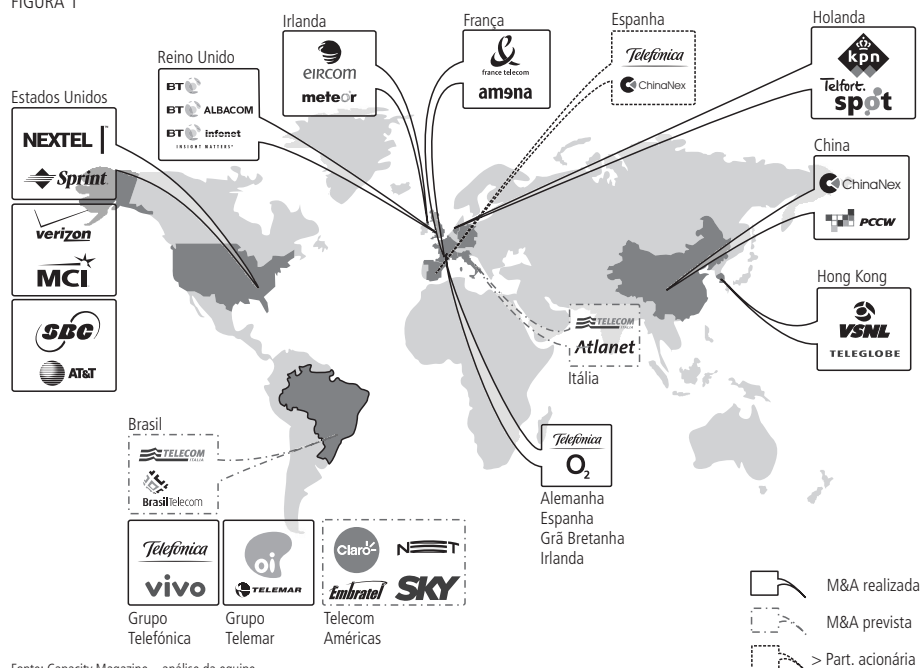 FIGURA 1
Irlanda
eircom
meteor
França
france telecom
amena
Espanha
Telefónica
ChinaNex
Holanda
kpn
Telfort.
spot
Reino Unido
BT
BT ALBACOM
BT infonet
INSIGHT MATTERS
Estados Unidos
NEXTEL
Sprint
verizon
MCI
SBC
AT&T
China
ChinaNex
PCCW
Hong Kong
VSNL
TELEGLOBE
TELECOM
ITALIA
Atlanet
Itália
Brasil
TELECOM
ITALIA
BrasilTelecom
Telefónica
O2
Alemanha
Espanha
Grã Bretanha
Irlanda
Telefónica
vivo
Grupo
Telefónica
oi
TELEMAR
Grupo
Telemar
Claro
NET
Embratel
SKY
Telecom
Américas
M&A realizada
M&A prevista
> Part. acionária
Fonte: Capacity Magazine – análise da equipe